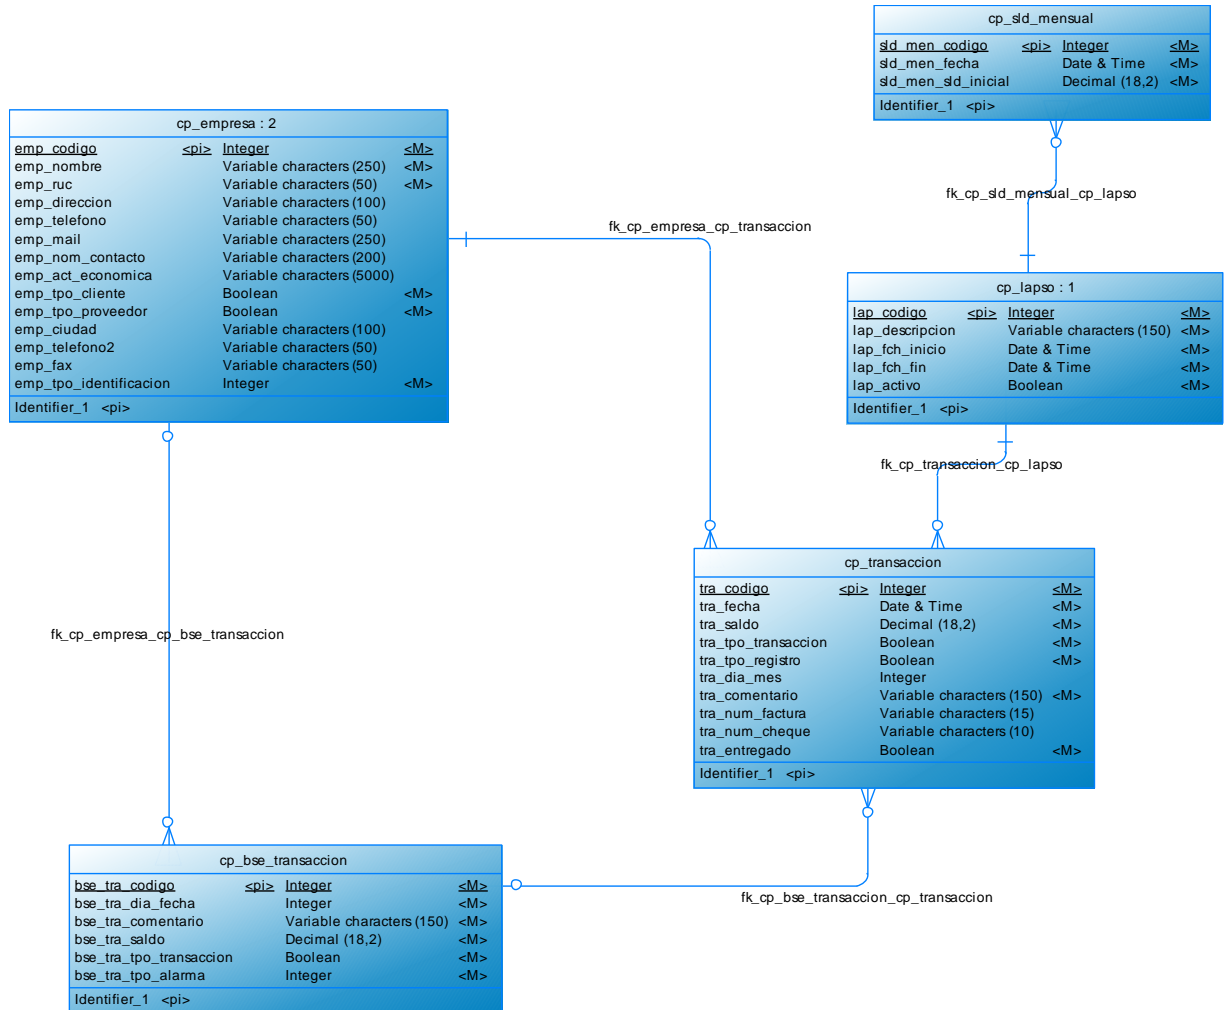 cp_sld_mensual
sld_men_codigo <pi> Integer <M>
sld_men_fecha Date & Time <M>
sld_men_sld_inicial Decimal (18,2) <M>
Identifier_1 <pi>
cp_empresa : 2
emp_codigo <pi> Integer <M>
emp_nombre Variable characters (250) <M>
emp_ruc Variable characters (50) <M>
emp_direccion Variable characters (100)
emp_telefono Variable characters (50)
emp_mail Variable characters (250)
emp_nom_contacto Variable characters (200)
emp_act_economica Variable characters (5000)
emp_tpo_cliente Boolean <M>
emp_tpo_proveedor Boolean <M>
emp_ciudad Variable characters (100)
emp_telefono2 Variable characters (50)
emp_fax Variable characters (50)
emp_tpo_identificacion Integer <M>
Identifier_1 <pi>
fk_cp_sld_mensual_cp_lapso
fk_cp_empresa_cp_transaccion
cp_lapso : 1
lap_codigo <pi> Integer <M>
lap_descripcion Variable characters (150) <M>
lap_fch_inicio Date & Time <M>
lap_fch_fin Date & Time <M>
lap_activo Boolean <M>
Identifier_1 <pi>
fk_cp_transaccion_cp_lapso
cp_transaccion
tra_codigo <pi> Integer <M>
tra_fecha Date & Time <M>
tra_saldo Decimal (18,2) <M>
tra_tpo_transaccion Boolean <M>
tra_tpo_registro Boolean <M>
tra_dia_mes Integer
tra_comentario Variable characters (150) <M>
tra_num_factura Variable characters (15)
tra_num_cheque Variable characters (10)
tra_entregado Boolean <M>
Identifier_1 <pi>
fk_cp_empresa_cp_bse_transaccion
cp_bse_transaccion
bse_tra_codigo <pi> Integer <M>
bse_tra_dia_fecha Integer <M>
bse_tra_comentario Variable characters (150) <M>
bse_tra_saldo Decimal (18,2) <M>
bse_tra_tpo_transaccion Boolean <M>
bse_tra_tpo_alarma Integer <M>
Identifier_1 <pi>
fk_cp_bse_transaccion_cp_transaccion